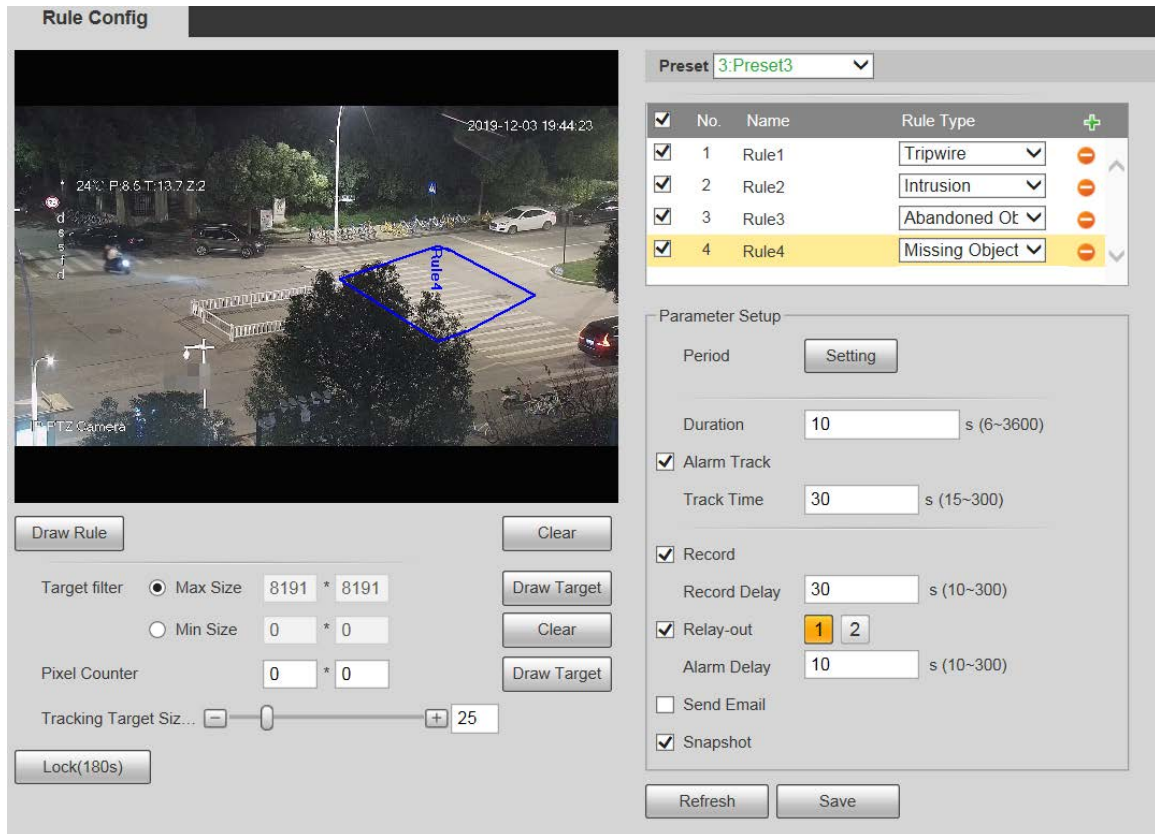 Rule Config
2019-12-03 19:44:23
24℃ P:8.5 T:13.7 Z:2
d
s
s
f
d
Rule4
PTZ Camera
Draw Rule
Clear
Target filter
Max Size 8191 * 8191
Draw Target
Min Size 0 * 0
Clear
Pixel Counter 0 * 0
Draw Target
Tracking Target Siz... 25
Lock(180s)
Preset 3:Preset3
No. Name Rule Type
1 Rule1 Tripwire
2 Rule2 Intrusion
3 Rule3 Abandoned Ob
4 Rule4 Missing Object
Parameter Setup
Period Setting
Duration 10 s (6~3600)
Alarm Track
Track Time 30 s (15~300)
Record
Record Delay 30 s (10~300)
Relay-out 1 2
Alarm Delay 10 s (10~300)
Send Email
Snapshot
Refresh Save